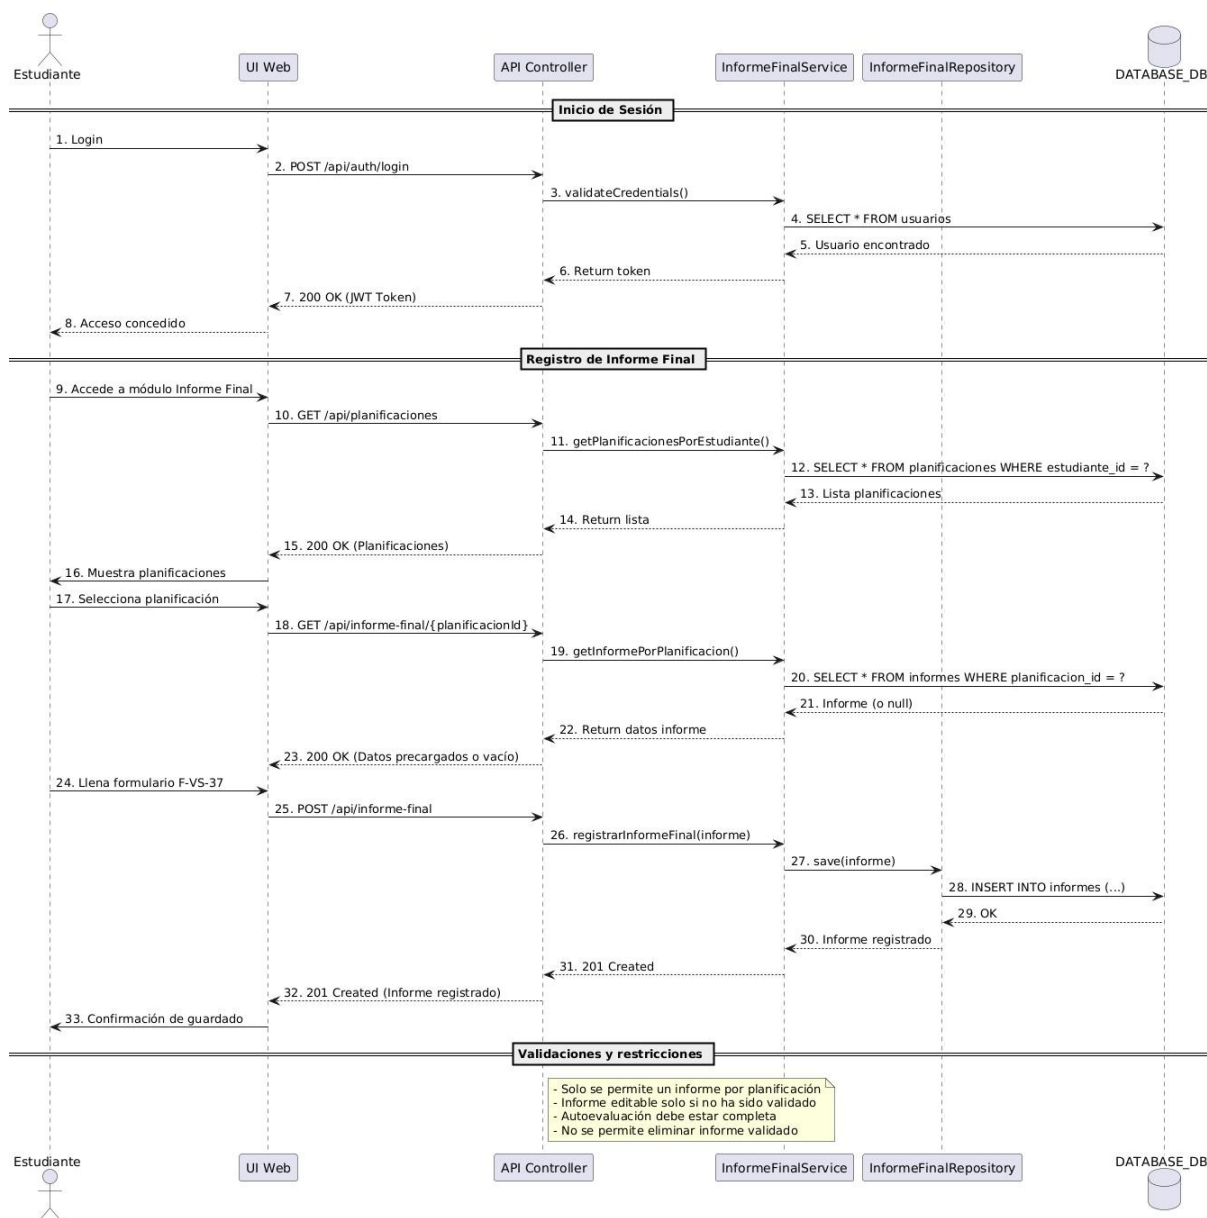 Estudiante
UI Web
API Controller
InformeFinalService
InformeFinalRepository
DATABASE_DB
Inicio de Sesión
1. Login
2. POST /api/auth/login
3. validateCredentials()
4. SELECT * FROM usuarios
5. Usuario encontrado
6. Return token
7. 200 OK (JWT Token)
8. Acceso concedido
Registro de Informe Final
9. Accede a módulo Informe Final
10. GET /api/planificaciones
11. getPlanificacionesPorEstudiante()
12. SELECT * FROM planificaciones WHERE estudiante_id = ?
13. Lista planificaciones
14. Return lista
15. 200 OK (Planificaciones)
16. Muestra planificaciones
17. Selecciona planificación
18. GET /api/informe-final/{planificacionId}
19. getInformePorPlanificacion()
20. SELECT * FROM informes WHERE planificacion_id = ?
21. Informe (o null)
22. Return datos informe
23. 200 OK (Datos precargados o vacío)
24. Llena formulario F-VS-37
25. POST /api/informe-final
26. registrarInformeFinal(informe)
27. save(informe)
28. INSERT INTO informes (...)
29. OK
30. Informe registrado
31. 201 Created
32. 201 Created (Informe registrado)
33. Confirmación de guardado
Validaciones y restricciones
- Solo se permite un informe por planificación
- Informe editable solo si no ha sido validado
- Autoevaluación debe estar completa
- No se permite eliminar informe validado
Estudiante
UI Web
API Controller
InformeFinalService
InformeFinalRepository
DATABASE_DB